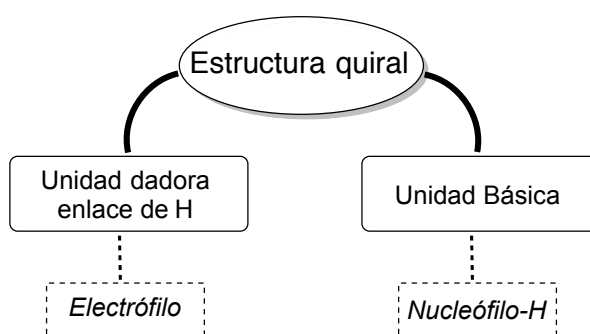 Estructura quiral
Unidad dadora
enlace de H
Unidad Básica
Electrófilo
Nucleófilo-H